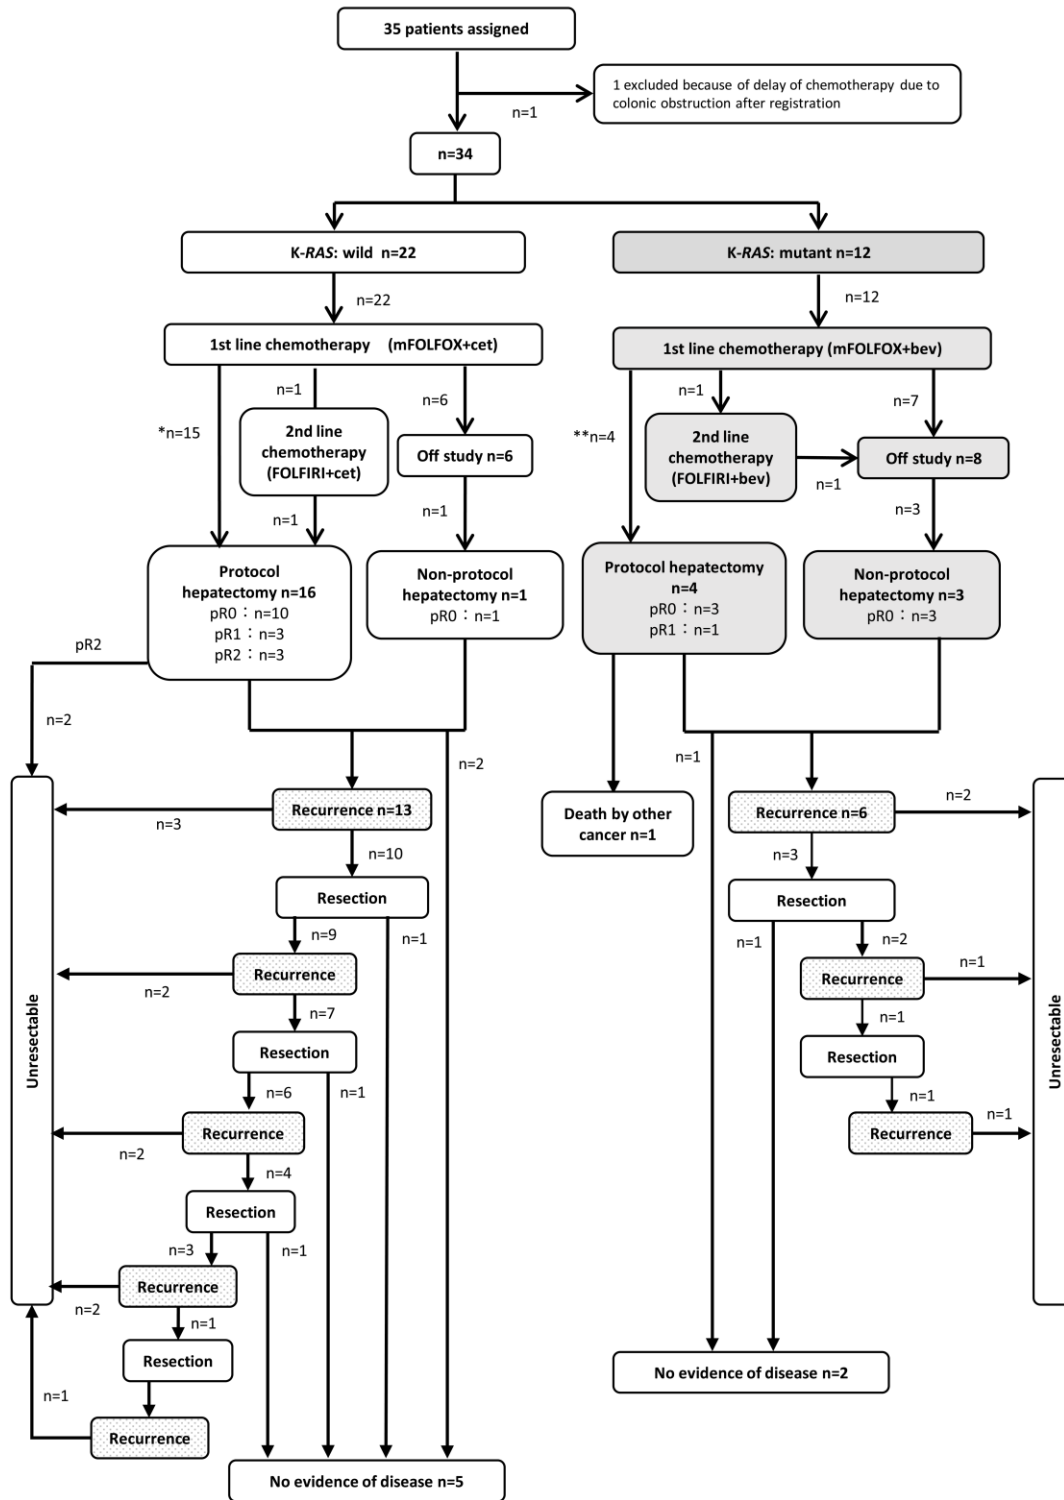 35 patients assigned
1 excluded because of delay of chemotherapy due to
colonic obstruction after registration
n=1
n=34
K-RAS: wild n=22
K-RAS: mutant n=12
n=22
n=12
1st line chemotherapy (mFOLFOX+cet)
1st line chemotherapy (mFOLFOX+bev)
*n=15
n=1
n=6
2nd line
chemotherapy
(FOLFIRI+cet)
Off study n=6
n=1
n=1
**n=4
n=1
n=7
2nd line
chemotherapy
(FOLFIRI+bev)
n=1
Off study n=8
n=3
Protocol
hepatectomy n=16
pR0：n=10
pR1：n=3
pR2：n=3
Non-protocol
hepatectomy n=1
pR0：n=1
Protocol hepatectomy
n=4
pR0：n=3
pR1：n=1
Non-protocol
hepatectomy n=3
pR0：n=3
pR2
n=2
n=2
n=1
Recurrence n=13
n=3
n=10
Death by other
cancer n=1
Recurrence n=6
n=2
n=3
Resection
n=9
n=1
Resection
n=1
n=2
Recurrence
n=2
n=7
Recurrence
n=1
n=1
Unresectable
Unresectable
Resection
n=6
n=1
Resection
n=1
Recurrence
n=2
n=4
Recurrence
n=1
Resection
n=3
n=1
Recurrence
n=2
n=1
Resection
n=1
Recurrence
No evidence of disease n=2
No evidence of disease n=5